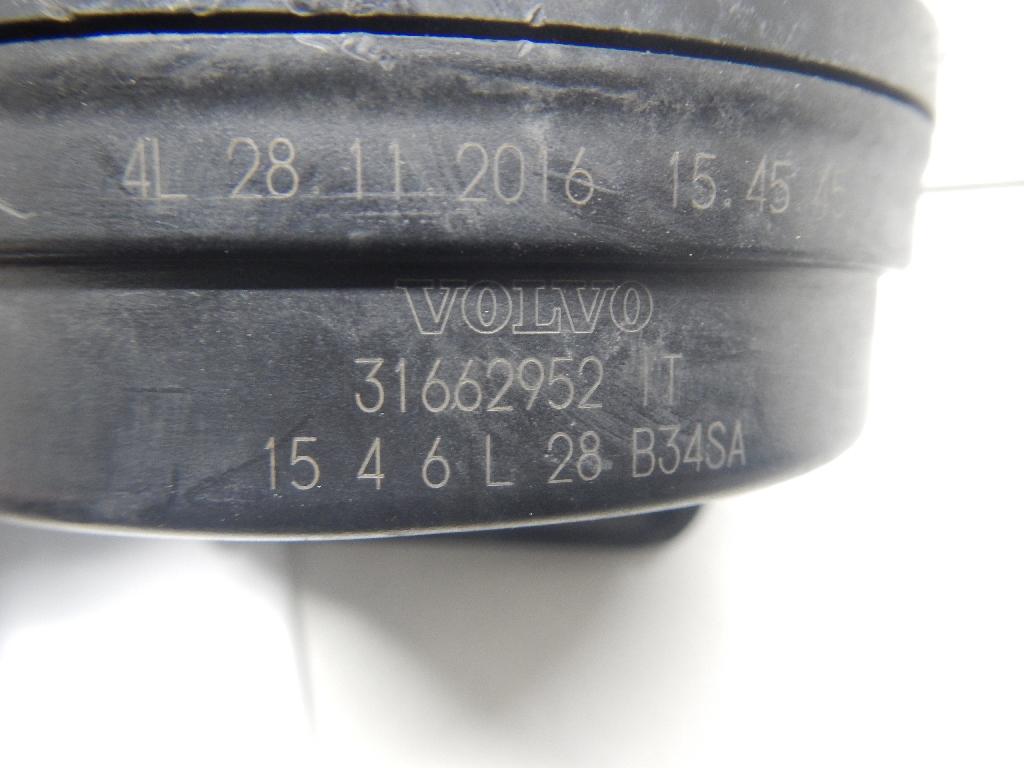 4L 28.11.2016 15.45.45
VOLVO
31662952 IT
15 4 6 L 28 B34SA